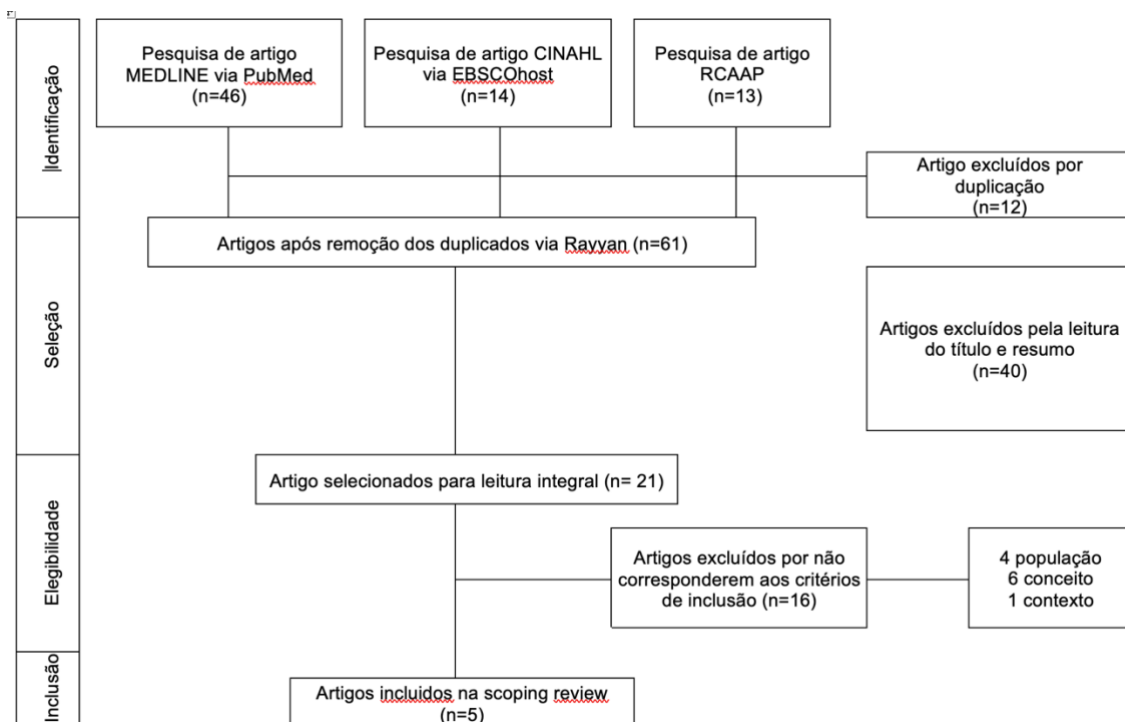 Identificação
Pesquisa de artigo
MEDLINE via PubMed
(n=46)
Pesquisa de artigo CINAHL
via EBSCOhost
(n=14)
Pesquisa de artigo
RCAAP
(n=13)
Artigo excluídos por
duplicação
(n=12)
Seleção
Artigos após remoção dos duplicados via Rayyan (n=61)
Artigos excluídos pela leitura
do título e resumo
(n=40)
Elegibilidade
Artigo selecionados para leitura integral (n= 21)
Artigos excluídos por não
corresponderem aos critérios
de inclusão (n=16)
4 população
6 conceito
1 contexto
Inclusão
Artigos incluidos na scoping review
(n=5)